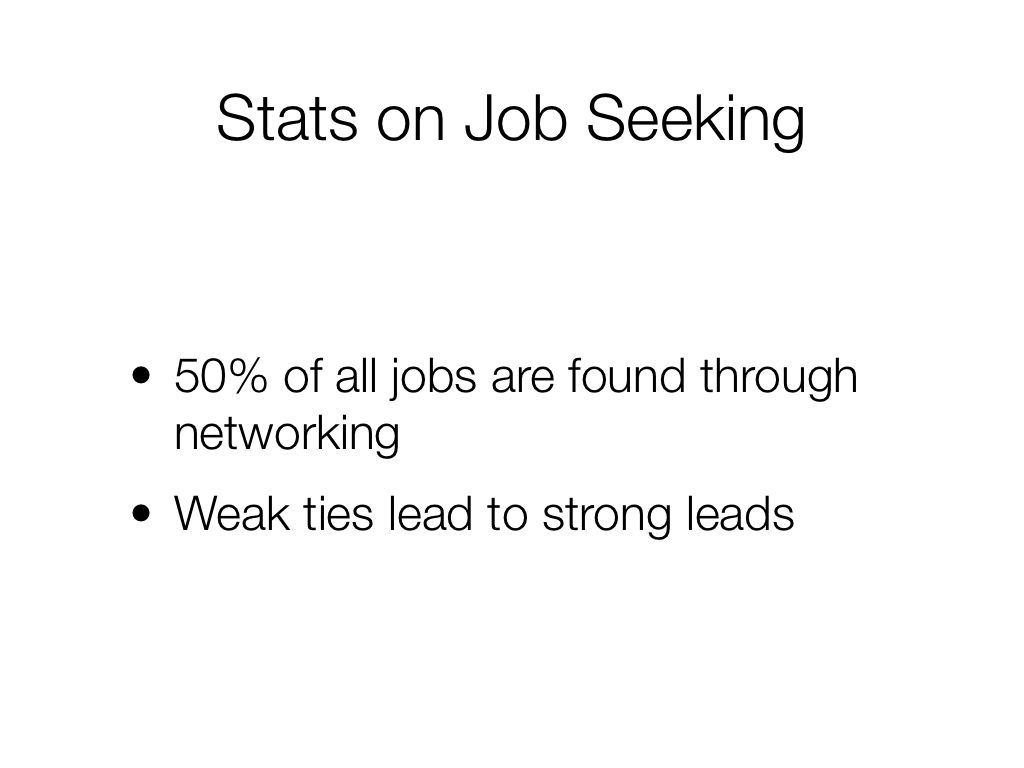 Stats on Job Seeking
• 50% of all jobs are found through
networking
• Weak ties lead to strong leads